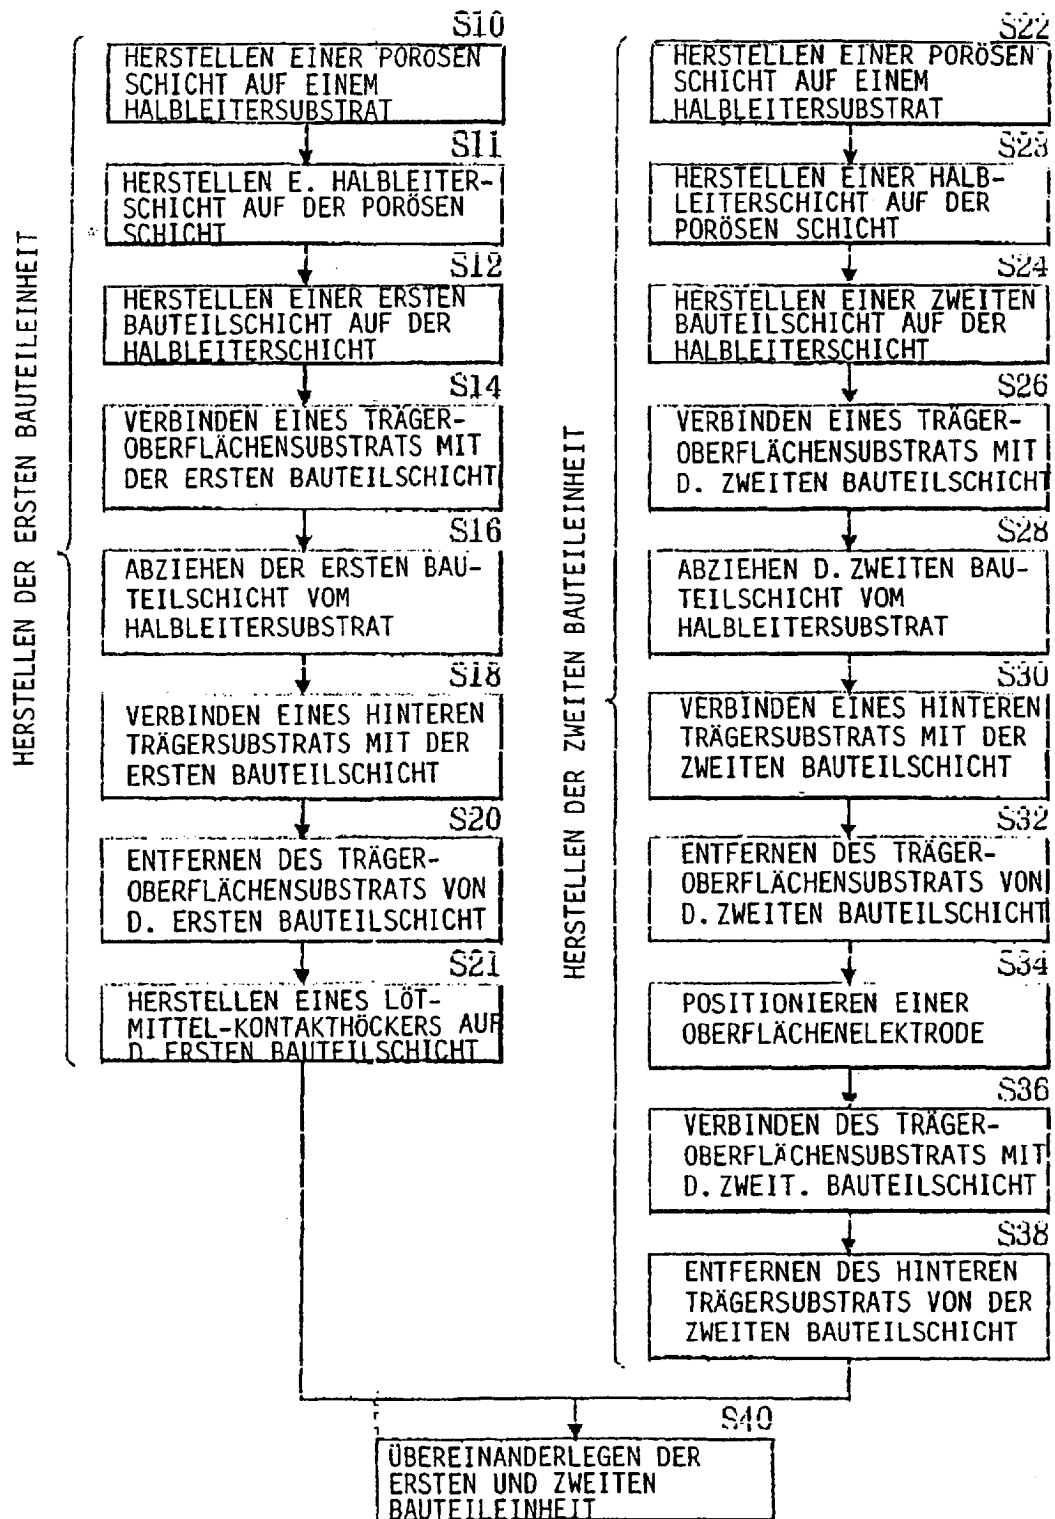 HERSTELLEN DER ERSTEN BAUTEILEINHEIT
S10
HERSTELLEN EINER PORÖSEN
SCHICHT AUF EINEM
HALBLEITERSUBSTRAT
S11
HERSTELLEN E. HALBLEITER-
SCHICHT AUF DER PORÖSEN
SCHICHT
S12
HERSTELLEN EINER ERSTEN
BAUTEILSCHICHT AUF DER
HALBLEITERSCHICHT
S14
VERBINDEN EINES TRÄGER-
OBERFLÄCHENSUBSTRATS MIT
DER ERSTEN BAUTEILSCHICHT
S16
ABZIEHEN DER ERSTEN BAU-
TEILSCHICHT VOM
HALBLEITERSUBSTRAT
S18
VERBINDEN EINES HINTEREN
TRÄGERSUBSTRATS MIT DER
ERSTEN BAUTEILSCHICHT
S20
ENTFERNEN DES TRÄGER-
OBERFLÄCHENSUBSTRATS VON
D. ERSTEN BAUTEILSCHICHT
S21
HERSTELLEN EINES LÖT-
MITTEL-KONTAKTHÖCKERS AUF
D. ERSTEN BAUTEILSCHICHT
HERSTELLEN DER ZWEITEN BAUTEILEINHEIT
S22
HERSTELLEN EINER PORÖSEN
SCHICHT AUF EINEM
HALBLEITERSUBSTRAT
S23
HERSTELLEN EINER HALB-
LEITERSCHICHT AUF DER
PORÖSEN SCHICHT
S24
HERSTELLEN EINER ZWEITEN
BAUTEILSCHICHT AUF DER
HALBLEITERSCHICHT
S26
VERBINDEN EINES TRÄGER-
OBERFLÄCHENSUBSTRATS MIT
D. ZWEITEN BAUTEILSCHICHT
S28
ABZIEHEN D. ZWEITEN BAU-
TEILSCHICHT VOM
HALBLEITERSUBSTRAT
S30
VERBINDEN EINES HINTEREN
TRÄGERSUBSTRATS MIT DER
ZWEITEN BAUTEILSCHICHT
S32
ENTFERNEN DES TRÄGER-
OBERFLÄCHENSUBSTRATS VON
D. ZWEITEN BAUTEILSCHICHT
S34
POSITIONIEREN EINER
OBERFLÄCHENELEKTRODE
S36
VERBINDEN DES TRÄGER-
OBERFLÄCHENSUBSTRATS MIT
D. ZWEIT. BAUTEILSCHICHT
S38
ENTFERNEN DES HINTEREN
TRÄGERSUBSTRATS VON DER
ZWEITEN BAUTEILSCHICHT
S40
ÜBEREINANDERLEGEN DER
ERSTEN UND ZWEITEN
BAUTEILEINHEIT